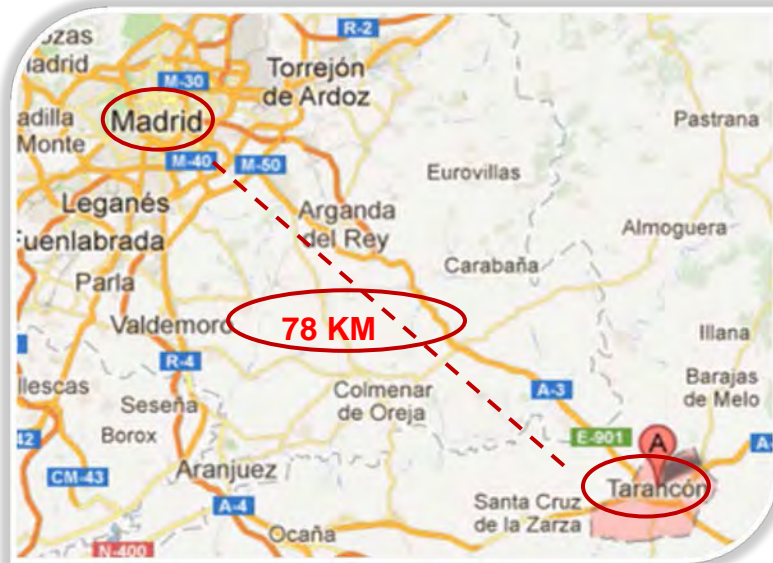 R-2
ozas
Madrid
M-30
Torrejón
de Ardoz
adilla
Monte
Madrid
Pastrana
M-40
M-50
Eurovillas
Leganés
Arganda
del Rey
Fuenlabrada
Almoguera
Carabaña
Parla
Valdemoro
78 KM
Illana
R-4
Barajas
de Melo
llescas
Seseña
Colmenar
de Oreja
A-3
42
Borox
E-901
A
A-
CM-43
Aranjuez
Tarancón
A-4
Santa Cruz
de la Zarza
Ocaña
N-400